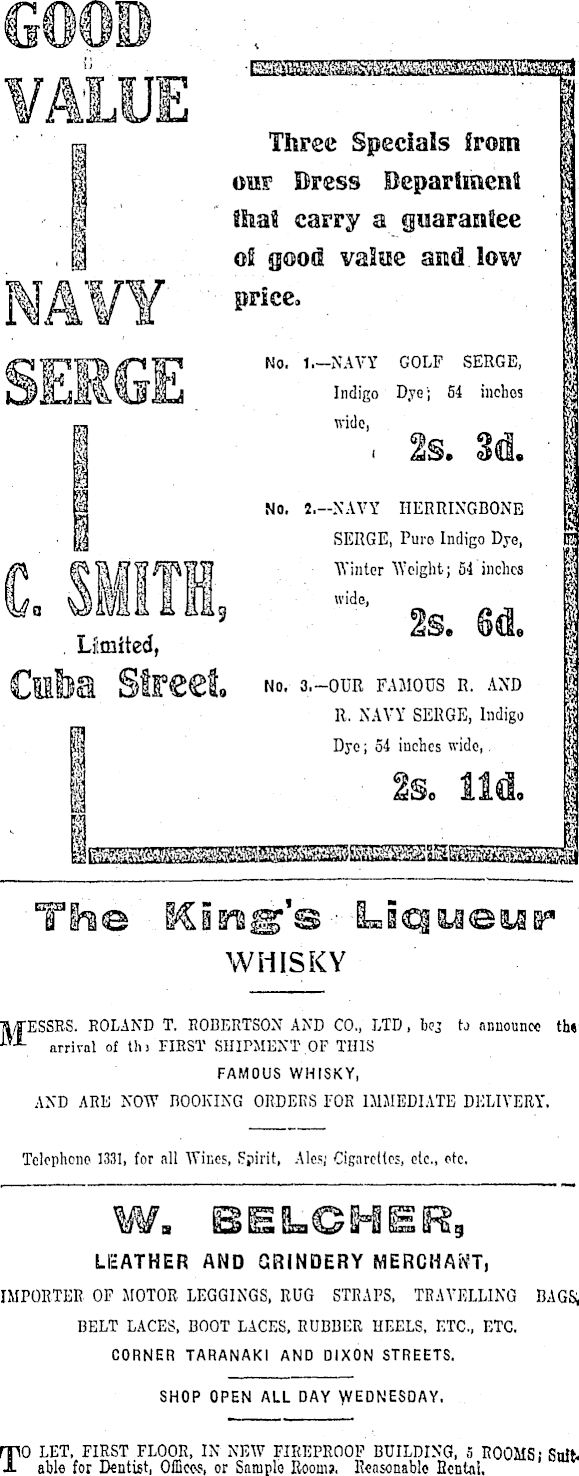 GOOD
VALUE
NAVY
SERGE
C. SMITH,
Limited,
Cuba Street.
Three Specials from
our Dress Department
that carry a guarantee
of good value and low
price.
No. 1.—NAVY GOLF SERGE,
Indigo Dye; 54 inches
wide,
2s. 3d.
No. 2.—NAVY HERRINGBONE
SERGE, Pure Indigo Dye,
Winter Weight; 54 inches
wide,
2s. 6d.
No. 3.—OUR FAMOUS R. AND
R. NAVY SERGE, Indigo
Dye; 54 inches wide,
2s. 11d.
The King's Liqueur
WHISKY
MESSRS. ROLAND T. ROBERTSON AND CO., LTD, beg to announce the
arrival of the FIRST SHIPMENT OF THIS
FAMOUS WHISKY,
AND ARE NOW BOOKING ORDERS FOR IMMEDIATE DELIVERY.
Telephone 1331, for all Wines, Spirit, Ales; Cigarettes, etc., etc.
W. BELCHER,
LEATHER AND GRINDERY MERCHANT,
IMPORTER OF MOTOR LEGGINGS, RUG STRAPS, TRAVELLING BAGS,
BELT LACES, BOOT LACES, RUBBER HEELS, ETC., ETC.
CORNER TARANAKI AND DIXON STREETS.
SHOP OPEN ALL DAY WEDNESDAY.
TO LET, FIRST FLOOR, IN NEW FIREPROOF BUILDING, 5 ROOMS; Suit-
able for Dentist, Offices, or Sample Rooms. Reasonable Rental.